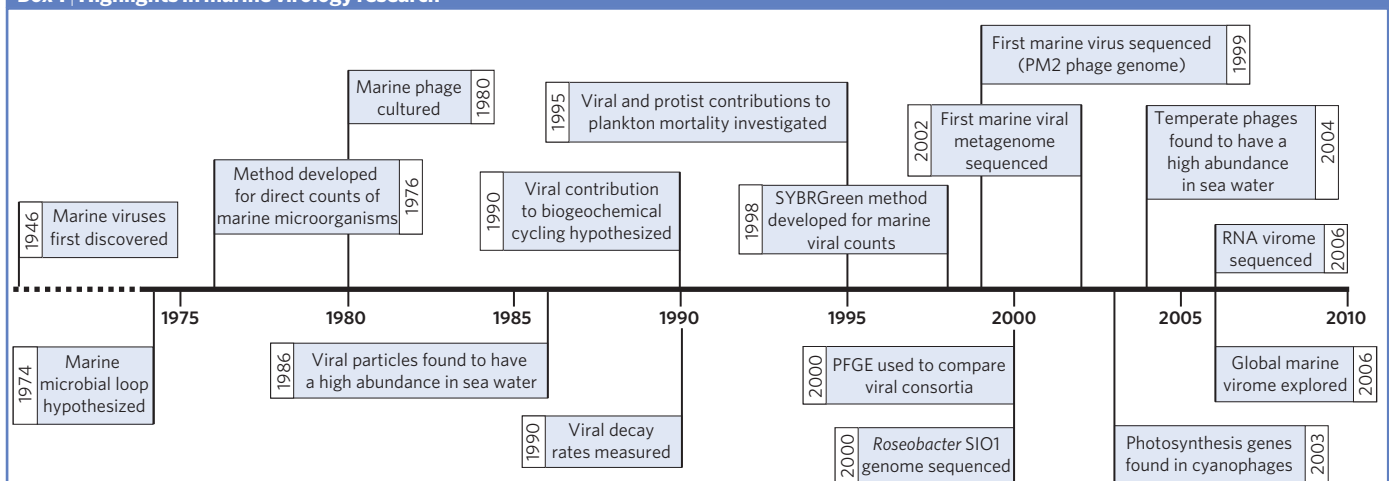 Box 1 | Highlights in marine virology research
1946
Marine viruses
first discovered
Method developed
for direct counts of
marine microorganisms
1976
Marine phage
cultured
1980
1990
Viral contribution
to biogeochemical
cycling hypothesized
1995
Viral and protist contributions to
plankton mortality investigated
1998
SYBRGreen method
developed for marine
viral counts
2002
First marine viral
metagenome
sequenced
First marine virus sequenced
(PM2 phage genome)
1999
Temperate phages
found to have a
high abundance
in sea water
2004
RNA virome
sequenced
2006
1975
1980
1985
1990
1995
2000
2005
2010
1974
Marine
microbial loop
hypothesized
1986
Viral particles found to have
a high abundance in sea water
1990
Viral decay
rates measured
2000
PFGE used to compare
viral consortia
2000
Roseobacter SIO1
genome sequenced
Global marine
virome explored
2006
Photosynthesis genes
found in cyanophages
2003